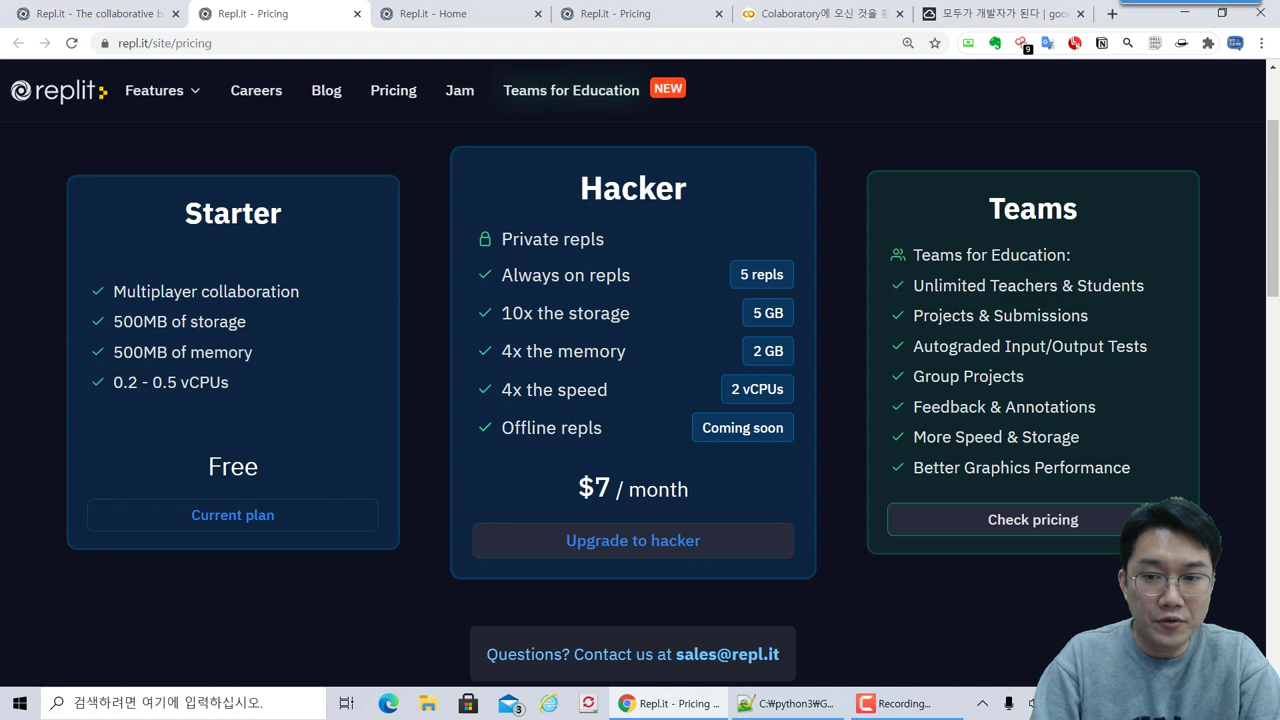 Repl.it - The collaborative b
Repl.it - Pricing
Repl.it - Home
Repl.it - Pricing
Colaboratory에 오신 것을 환
모두가 개발자가 된다 | goor
repl.it/site/pricing
9
replit
Features
Careers
Blog
Pricing
Jam
Teams for Education
NEW
Starter
Multiplayer collaboration
500MB of storage
500MB of memory
0.2 - 0.5 vCPUs
Free
Current plan
Hacker
Private repls
Always on repls 5 repls
10x the storage 5 GB
4x the memory 2 GB
4x the speed 2 vCPUs
Offline repls Coming soon
$7 / month
Upgrade to hacker
Teams
Teams for Education:
Unlimited Teachers & Students
Projects & Submissions
Autograded Input/Output Tests
Group Projects
Feedback & Annotations
More Speed & Storage
Better Graphics Performance
Check pricing
Questions? Contact us at sales@repl.it
검색하려면 여기에 입력하십시오.
3
Repl.it - Pricing ...
C:₩python3₩G...
Recording...